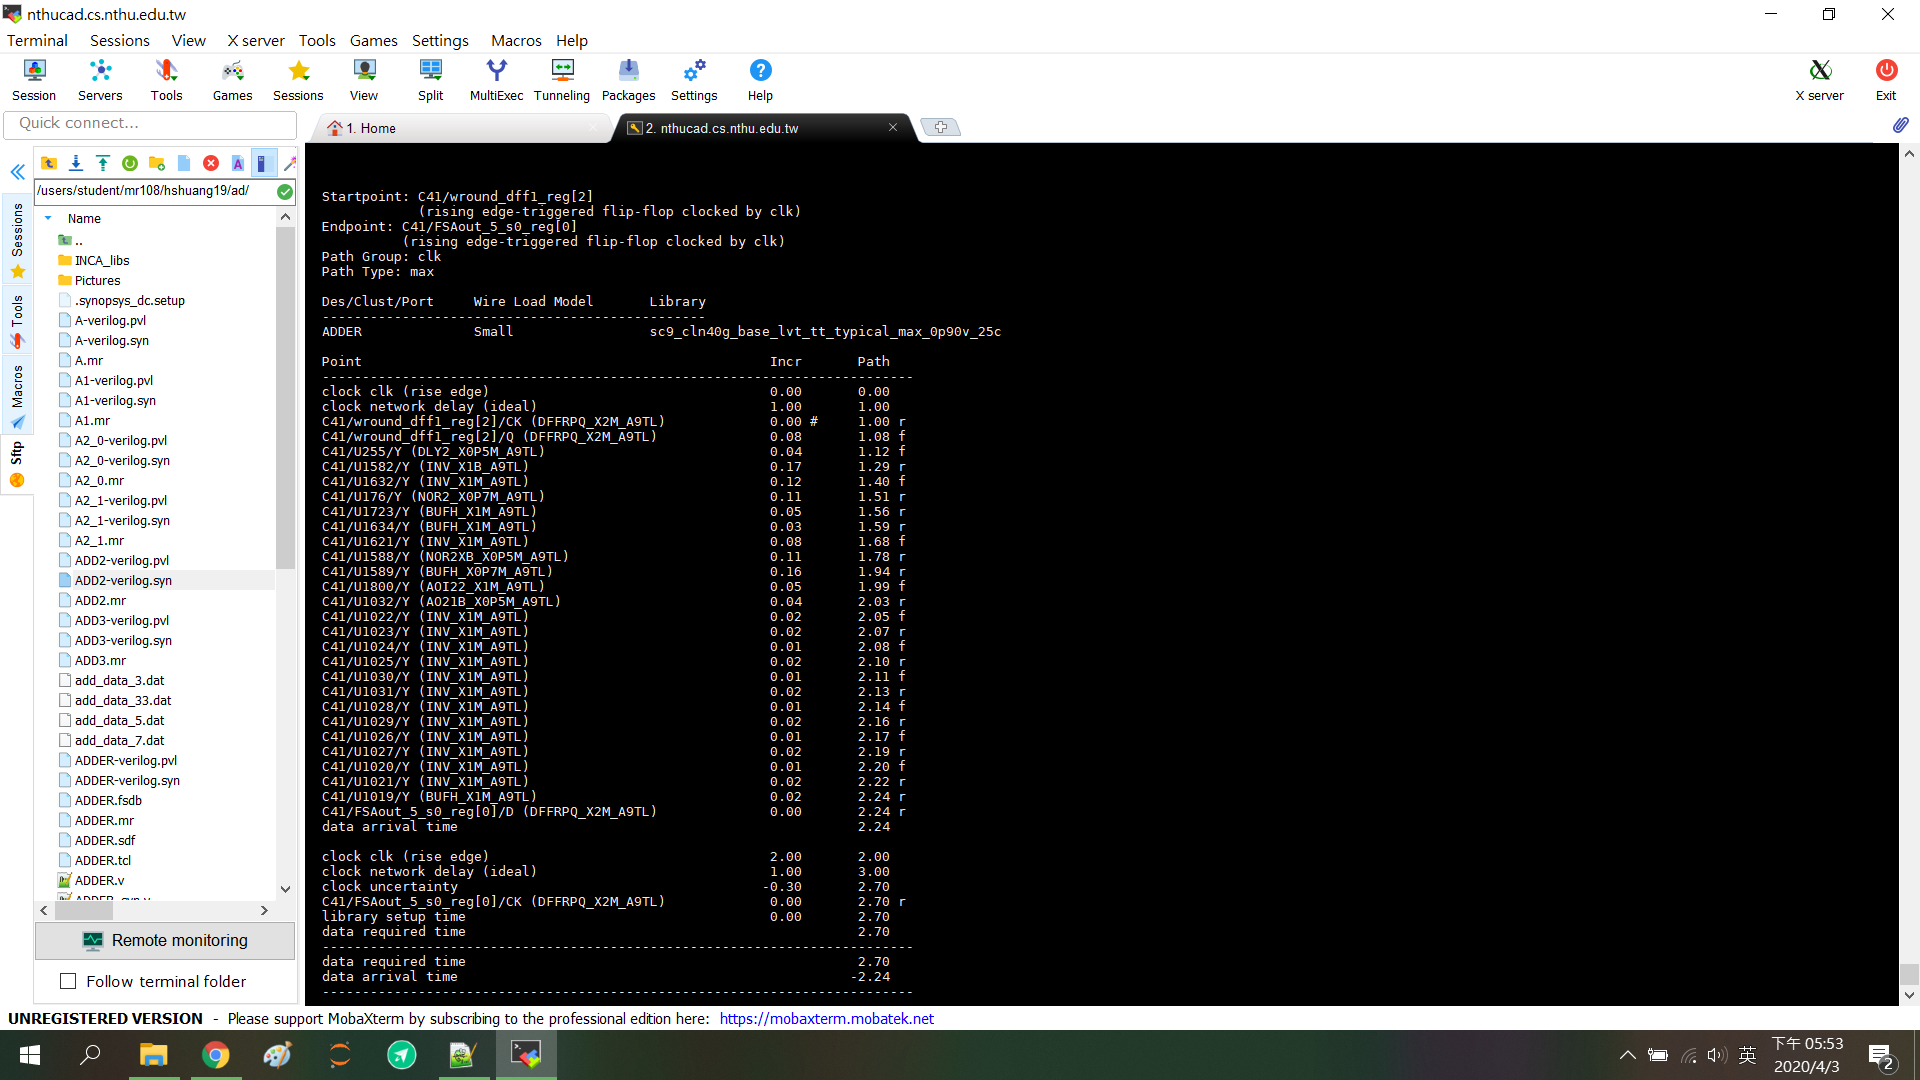 nthucad.cs.nthu.edu.tw
Terminal Sessions View X server Tools Games Settings Macros Help
Session Servers Tools Games Sessions View Split MultiExec Tunneling Packages Settings Help X server Exit
Quick connect...
1. Home
2. nthucad.cs.nthu.edu.tw
Sessions
Tools
Macros
Sftp
/users/student/mr108/hshuang19/ad/
Name
..
INCA_libs
Pictures
.synopsys_dc.setup
A-verilog.pvl
A-verilog.syn
A.mr
A1-verilog.pvl
A1-verilog.syn
A1.mr
A2_0-verilog.pvl
A2_0-verilog.syn
A2_0.mr
A2_1-verilog.pvl
A2_1-verilog.syn
A2_1.mr
ADD2-verilog.pvl
ADD2-verilog.syn
ADD2.mr
ADD3-verilog.pvl
ADD3-verilog.syn
ADD3.mr
add_data_3.dat
add_data_33.dat
add_data_5.dat
add_data_7.dat
ADDER-verilog.pvl
ADDER-verilog.syn
ADDER.fsdb
ADDER.mr
ADDER.sdf
ADDER.tcl
ADDER.v
Remote monitoring
Follow terminal folder
Startpoint: C41/wround_dff1_reg[2]
(rising edge-triggered flip-flop clocked by clk)
Endpoint: C41/FSAout_5_s0_reg[0]
(rising edge-triggered flip-flop clocked by clk)
Path Group: clk
Path Type: max
Des/Clust/Port Wire Load Model Library
------------------------------------------------
ADDER Small sc9_cln40g_base_lvt_tt_typical_max_0p90v_25c
Point Incr Path
--------------------------------------------------------------------------
clock clk (rise edge) 0.00 0.00
clock network delay (ideal) 1.00 1.00
C41/wround_dff1_reg[2]/CK (DFFRPQ_X2M_A9TL) 0.00 # 1.00 r
C41/wround_dff1_reg[2]/Q (DFFRPQ_X2M_A9TL) 0.08 1.08 f
C41/U255/Y (DLY2_X0P5M_A9TL) 0.04 1.12 f
C41/U1582/Y (INV_X1B_A9TL) 0.17 1.29 r
C41/U1632/Y (INV_X1M_A9TL) 0.12 1.40 f
C41/U176/Y (NOR2_X0P7M_A9TL) 0.11 1.51 r
C41/U1723/Y (BUFH_X1M_A9TL) 0.05 1.56 r
C41/U1634/Y (BUFH_X1M_A9TL) 0.03 1.59 r
C41/U1621/Y (INV_X1M_A9TL) 0.08 1.68 f
C41/U1588/Y (NOR2XB_X0P5M_A9TL) 0.11 1.78 r
C41/U1589/Y (BUFH_X0P7M_A9TL) 0.16 1.94 r
C41/U1800/Y (AOI22_X1M_A9TL) 0.05 1.99 f
C41/U1032/Y (AO21B_X0P5M_A9TL) 0.04 2.03 r
C41/U1022/Y (INV_X1M_A9TL) 0.02 2.05 f
C41/U1023/Y (INV_X1M_A9TL) 0.02 2.07 r
C41/U1024/Y (INV_X1M_A9TL) 0.01 2.08 f
C41/U1025/Y (INV_X1M_A9TL) 0.02 2.10 r
C41/U1030/Y (INV_X1M_A9TL) 0.01 2.11 f
C41/U1031/Y (INV_X1M_A9TL) 0.02 2.13 r
C41/U1028/Y (INV_X1M_A9TL) 0.01 2.14 f
C41/U1029/Y (INV_X1M_A9TL) 0.02 2.16 r
C41/U1026/Y (INV_X1M_A9TL) 0.01 2.17 f
C41/U1027/Y (INV_X1M_A9TL) 0.02 2.19 r
C41/U1020/Y (INV_X1M_A9TL) 0.01 2.20 f
C41/U1021/Y (INV_X1M_A9TL) 0.02 2.22 r
C41/U1019/Y (BUFH_X1M_A9TL) 0.02 2.24 r
C41/FSAout_5_s0_reg[0]/D (DFFRPQ_X2M_A9TL) 0.00 2.24 r
data arrival time 2.24
clock clk (rise edge) 2.00 2.00
clock network delay (ideal) 1.00 3.00
clock uncertainty -0.30 2.70
C41/FSAout_5_s0_reg[0]/CK (DFFRPQ_X2M_A9TL) 0.00 2.70 r
library setup time 0.00 2.70
data required time 2.70
--------------------------------------------------------------------------
data required time 2.70
data arrival time -2.24
--------------------------------------------------------------------------
UNREGISTERED VERSION - Please support MobaXterm by subscribing to the professional edition here: https://mobaxterm.mobatek.net
英
下午 05:53
2020/4/3
2